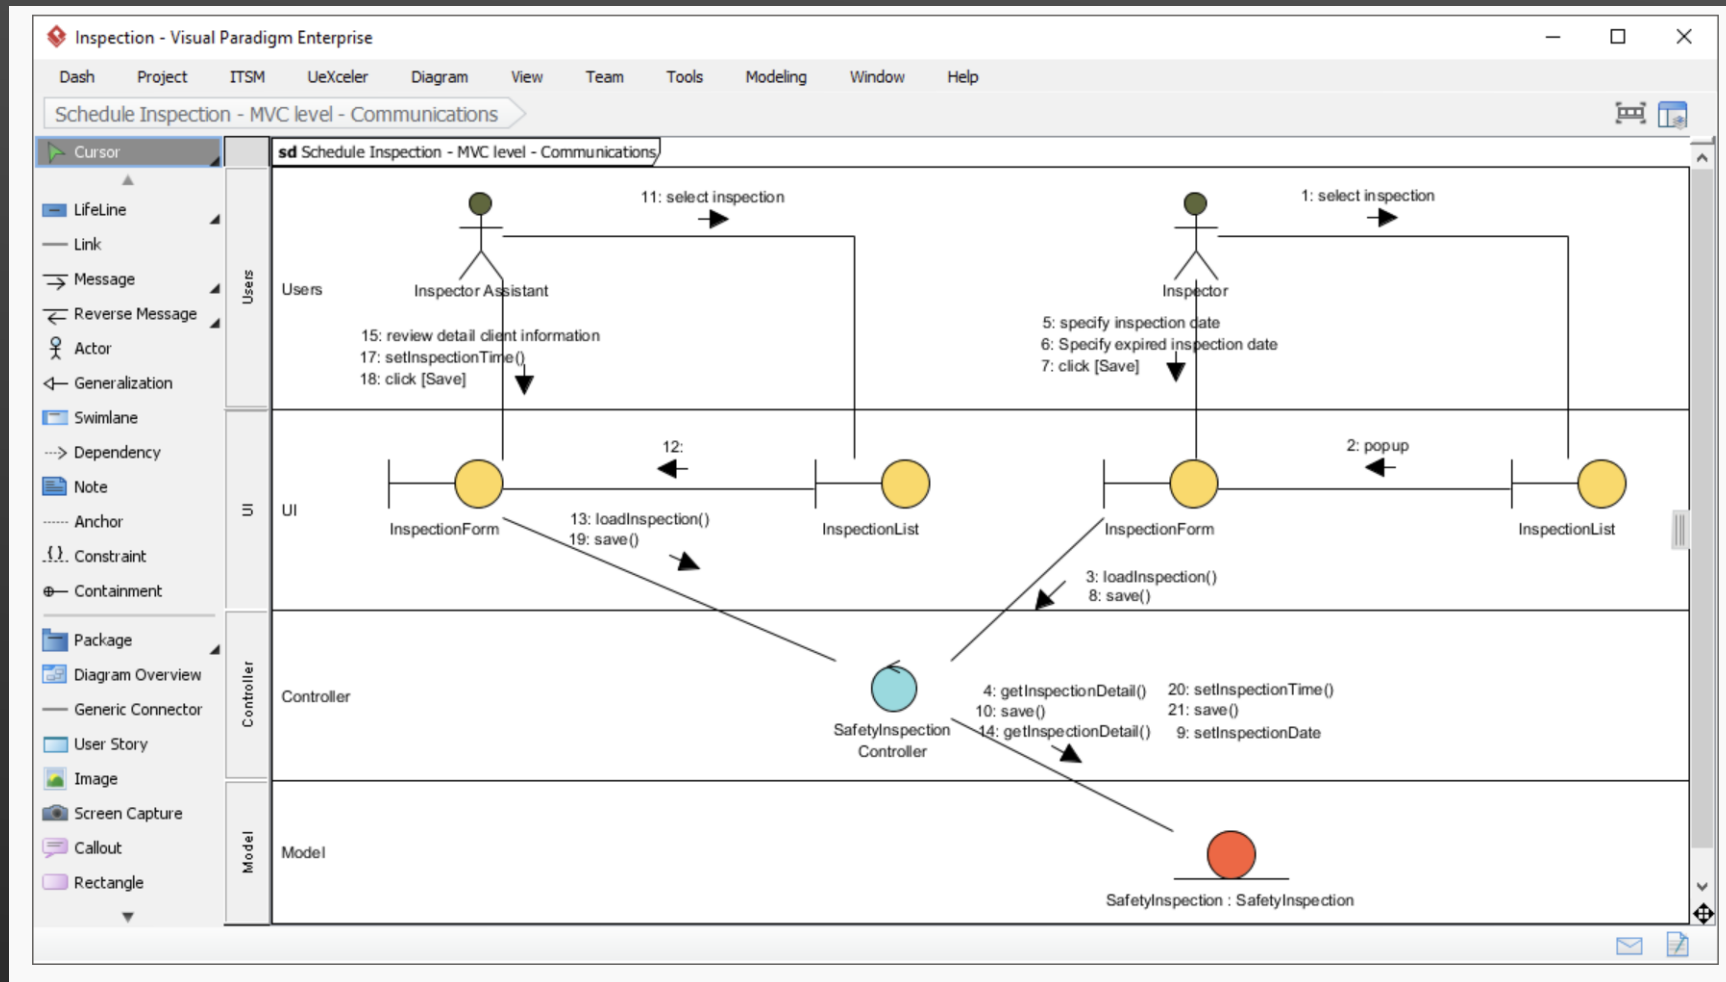 Inspection - Visual Paradigm Enterprise
Dash Project ITSM UeXceler Diagram View Team Tools Modeling Window Help
Schedule Inspection - MVC level - Communications
Cursor
LifeLine
Link
Message
Reverse Message
Actor
Generalization
Swimlane
Dependency
Note
Anchor
Constraint
Containment
Package
Diagram Overview
Generic Connector
User Story
Image
Screen Capture
Callout
Rectangle
sd Schedule Inspection - MVC level - Communications
Users
Users
11: select inspection
1: select inspection
Inspector Assistant
Inspector
15: review detail client information
17: setInspectionTime()
18: click [Save]
5: specify inspection date
6: Specify expired inspection date
7: click [Save]
UI
UI
12:
2: popup
InspectionForm
InspectionList
InspectionForm
InspectionList
13: loadInspection()
19: save()
3: loadInspection()
8: save()
Controller
Controller
SafetyInspection
Controller
4: getInspectionDetail()
10: save()
14: getInspectionDetail()
20: setInspectionTime()
21: save()
9: setInspectionDate
Model
Model
SafetyInspection : SafetyInspection